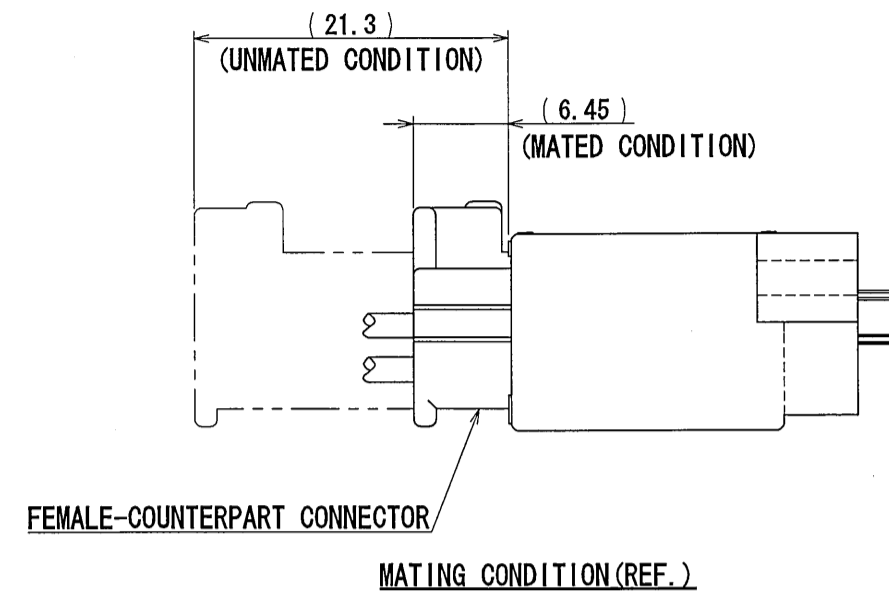 (21.3)
(UNMATED CONDITION)
(6.45)
(MATED CONDITION)
FEMALE-COUNTERPART CONNECTOR
MATING CONDITION(REF.)